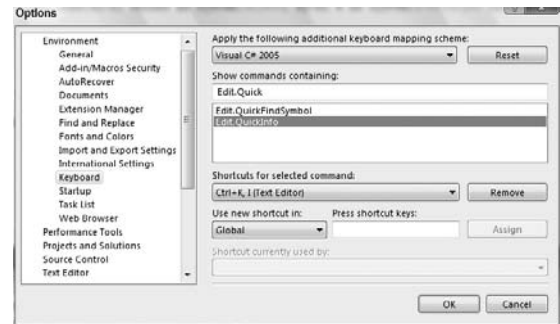 Options
Environment
General
Add-in/Macros Security
AutoRecover
Documents
Extension Manager
Find and Replace
Fonts and Colors
Import and Export Settings
International Settings
Keyboard
Startup
Task List
Web Browser
Performance Tools
Projects and Solutions
Source Control
Text Editor
Apply the following additional keyboard mapping scheme:
Visual C# 2005
Reset
Show commands containing:
Edit.Quick
Edit.QuickFindSymbol
Edit.QuickInfo
Shortcuts for selected command:
Ctrl+K, I (Text Editor)
Remove
Use new shortcut in:
Press shortcut keys:
Global
Assign
Shortcut currently used by:
OK
Cancel